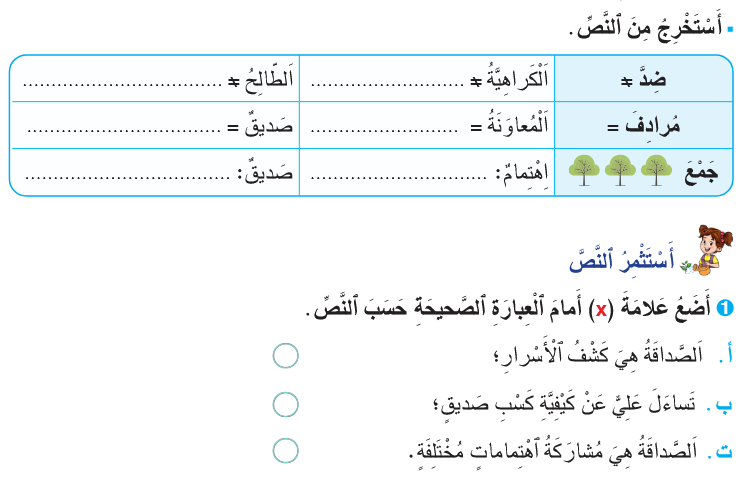 ▪ أَسْتَخْرِجُ مِنَ ٱلنَّصِّ.
ضِدَّ ≠ اَلْكَراهِيَّةُ ≠ .......................... اَلطّالِحُ ≠ ..................................
مُرادِفَ = اَلْمُعاوَنَةُ = .......................... صَديقٌ = ..................................
جَمْعَ اِهْتِمامٌ: .......................... صَديقٌ: ..................................
أَسْتَثْمِرُ ٱلنَّصَّ
1 أَضَعُ عَلامَةَ (x) أَمامَ ٱلْعِبارَةِ ٱلصَّحيحَةِ حَسَبَ ٱلنَّصِّ.
أ. اَلصَّداقَةُ هِيَ كَشْفُ ٱلْأَسْرارِ؛
ب. تَساءَلَ عَلِيٌّ عَنْ كَيْفِيَّةِ كَسْبِ صَديقٍ؛
ت. اَلصَّداقَةُ هِيَ مُشارَكَةُ ٱهْتِماماتٍ مُخْتَلِفَةٍ.